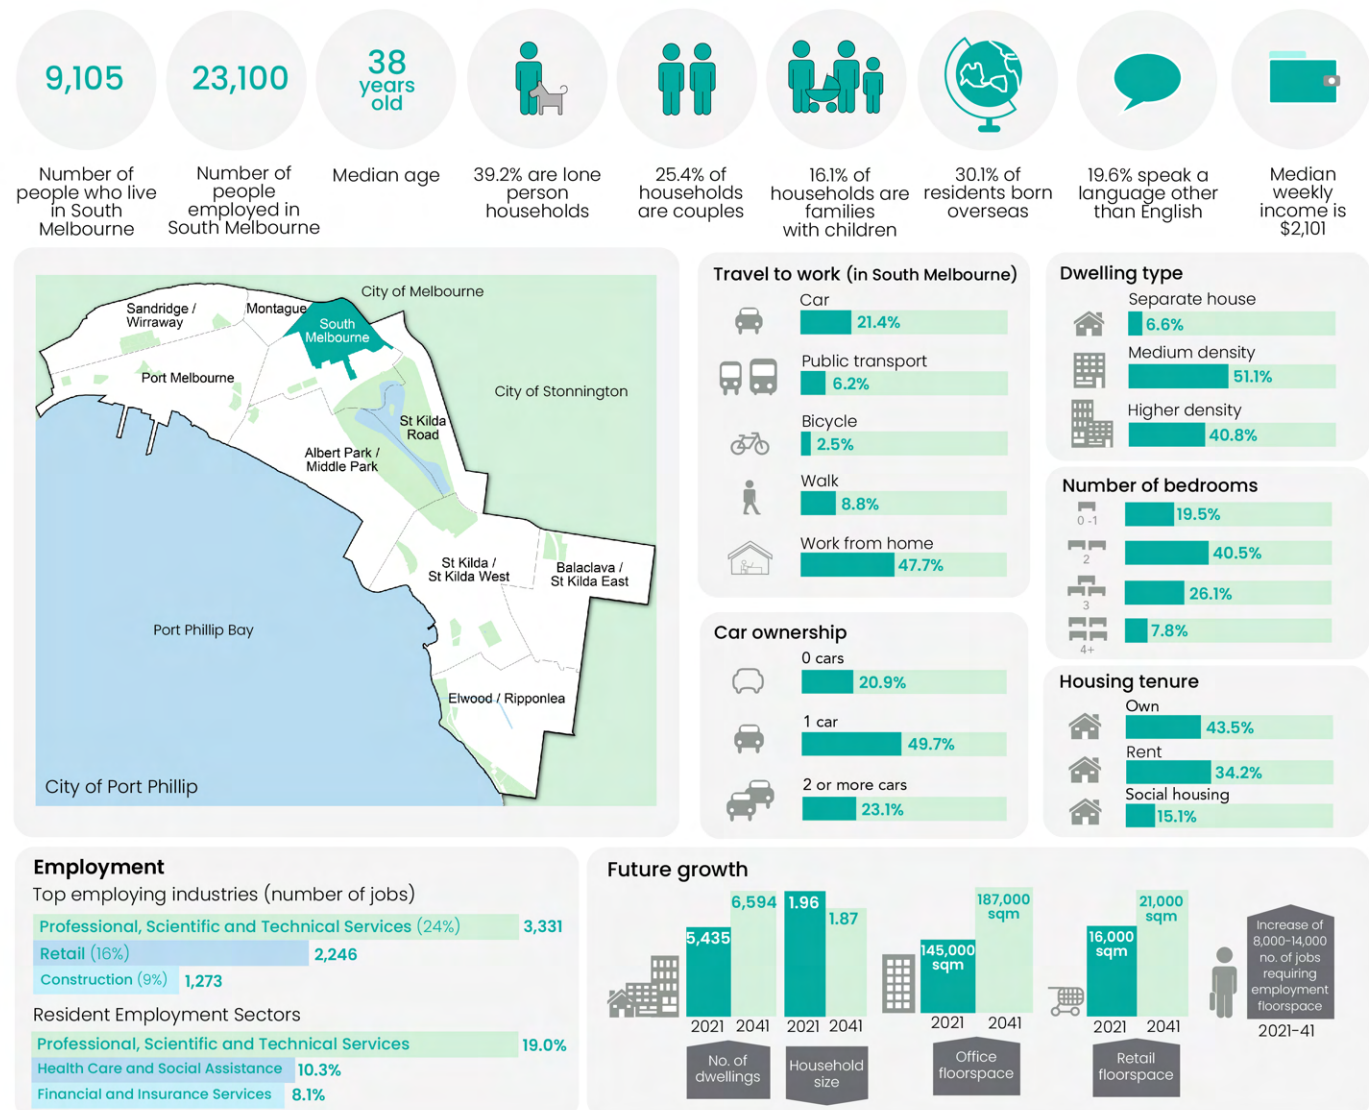 9,105
Number of
people who live
in South
Melbourne
23,100
Number of
people
employed in
South Melbourne
38
years
old
Median age
39.2% are lone
person
households
25.4% of
households
are couples
16.1% of
households are
families
with children
30.1% of
residents born
overseas
19.6% speak a
language other
than English
Median
weekly
income is
$2,101
City of Melbourne
Sandridge /
Wirraway
Montague
South
Melbourne
Port Melbourne
City of Stonnington
St Kilda
Road
Albert Park /
Middle Park
St Kilda /
St Kilda West
Balaclava /
St Kilda East
Port Phillip Bay
Elwood / Ripponlea
City of Port Phillip
Travel to work (in South Melbourne)
Car
21.4%
Public transport
6.2%
Bicycle
2.5%
Walk
8.8%
Work from home
47.7%
Car ownership
0 cars
20.9%
1 car
49.7%
2 or more cars
23.1%
Dwelling type
Separate house
6.6%
Medium density
51.1%
Higher density
40.8%
Number of bedrooms
0-1
19.5%
2
40.5%
3
26.1%
4+
7.8%
Housing tenure
Own
43.5%
Rent
34.2%
Social housing
15.1%
Employment
Top employing industries (number of jobs)
Professional, Scientific and Technical Services (24%) 3,331
Retail (16%) 2,246
Construction (9%) 1,273
Resident Employment Sectors
Professional, Scientific and Technical Services 19.0%
Health Care and Social Assistance 10.3%
Financial and Insurance Services 8.1%
Future growth
5,435
6,594
2021 2041
No. of
dwellings
1.96
1.87
2021 2041
Household
size
145,000
sqm
187,000
sqm
2021 2041
Office
floorspace
16,000
sqm
21,000
sqm
2021 2041
Retail
floorspace
Increase of
8,000-14,000
no. of jobs
requiring
employment
floorspace
2021-41